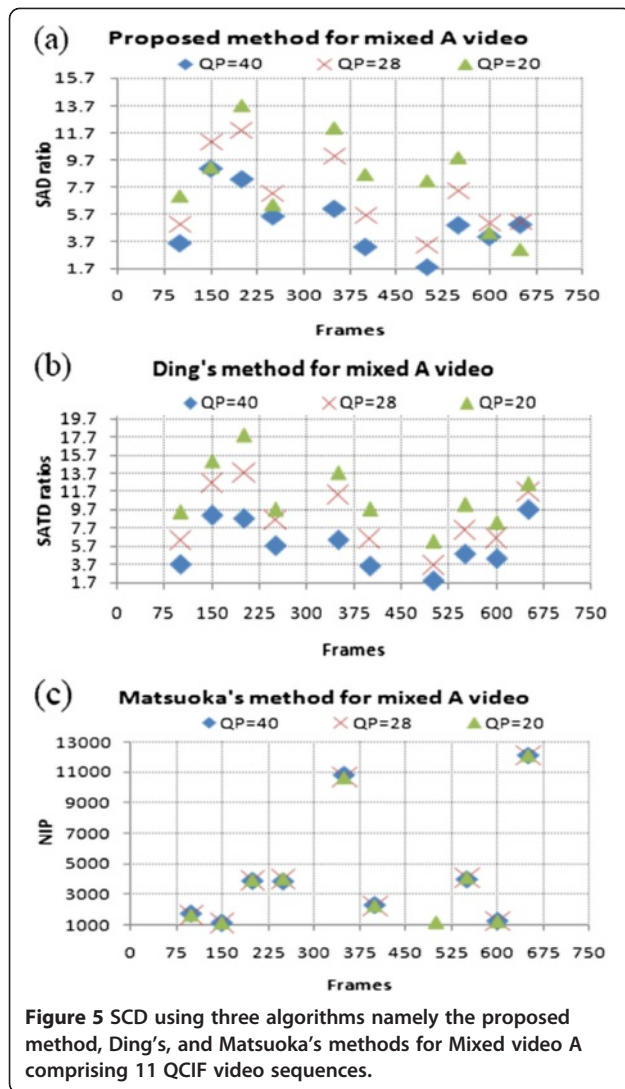 (a)
Proposed method for mixed A video
QP=40 QP=28 QP=20
15.7
13.7
11.7
9.7
7.7
5.7
3.7
1.7
SAD ratio
0 75 150 225 300 375 450 525 600 675 750
Frames
(b)
Ding's method for mixed A video
QP=40 QP=28 QP=20
19.7
17.7
15.7
13.7
11.7
9.7
7.7
5.7
3.7
1.7
SATD ratios
0 75 150 225 300 375 450 525 600 675 750
Frames
(c)
Matsuoka's method for mixed A video
QP=40 QP=28 QP=20
13000
11000
9000
7000
5000
3000
1000
NIP
0 75 150 225 300 375 450 525 600 675 750
Frames
Figure 5 SCD using three algorithms namely the proposed
method, Ding's, and Matsuoka's methods for Mixed video A
comprising 11 QCIF video sequences.